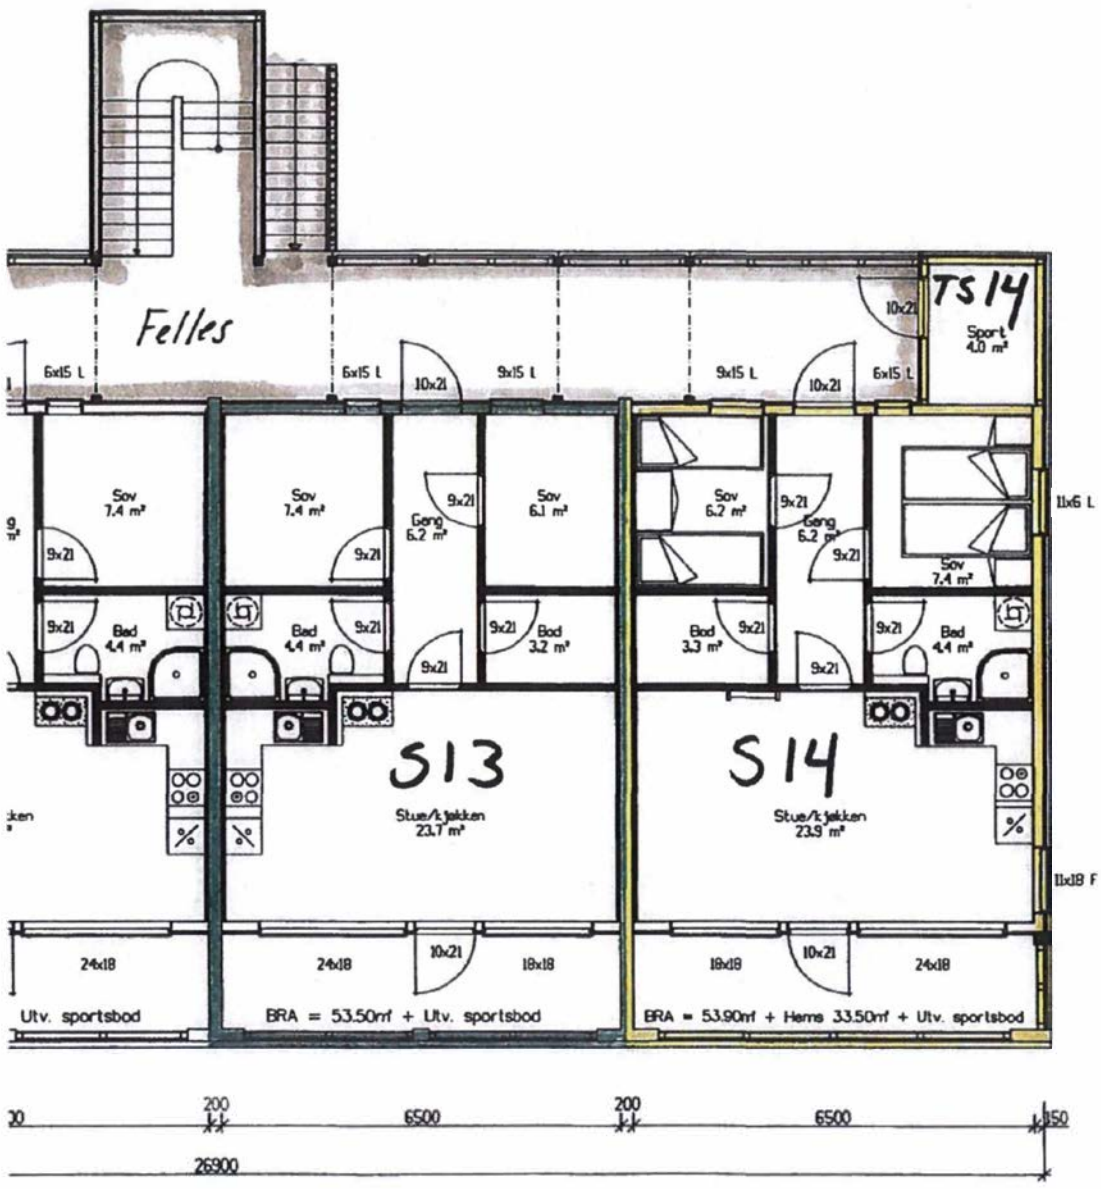 TS14
10x21
Sport
4.0 m²
Felles
6x15 L
6x15 L
10x21
9x15 L
9x15 L
10x21
6x15 L
Sov
7.4 m²
Sov
7.4 m²
9x21
Gang
6.2 m²
Sov
6.1 m²
Sov
6.2 m²
9x21
Gang
6.2 m²
11x6 L
9x21
9x21
9x21
Sov
7.4 m²
9x21
Bad
4.4 m²
Bad
4.4 m²
9x21
9x21
9x21
Bod
3.2 m²
Bod
3.3 m²
9x21
9x21
9x21
Bad
4.4 m²
S13
S14
Stue/kjøkken
23.7 m²
Stue/kjøkken
23.9 m²
11x18 F
24x18
24x18
10x21
18x18
18x18
10x21
24x18
Utv. sportsbod
BRA = 53.50m² + Utv. sportsbod
BRA = 53.90m² + Hems 33.50m² + Utv. sportsbod
200
6500
200
6500
350
26900